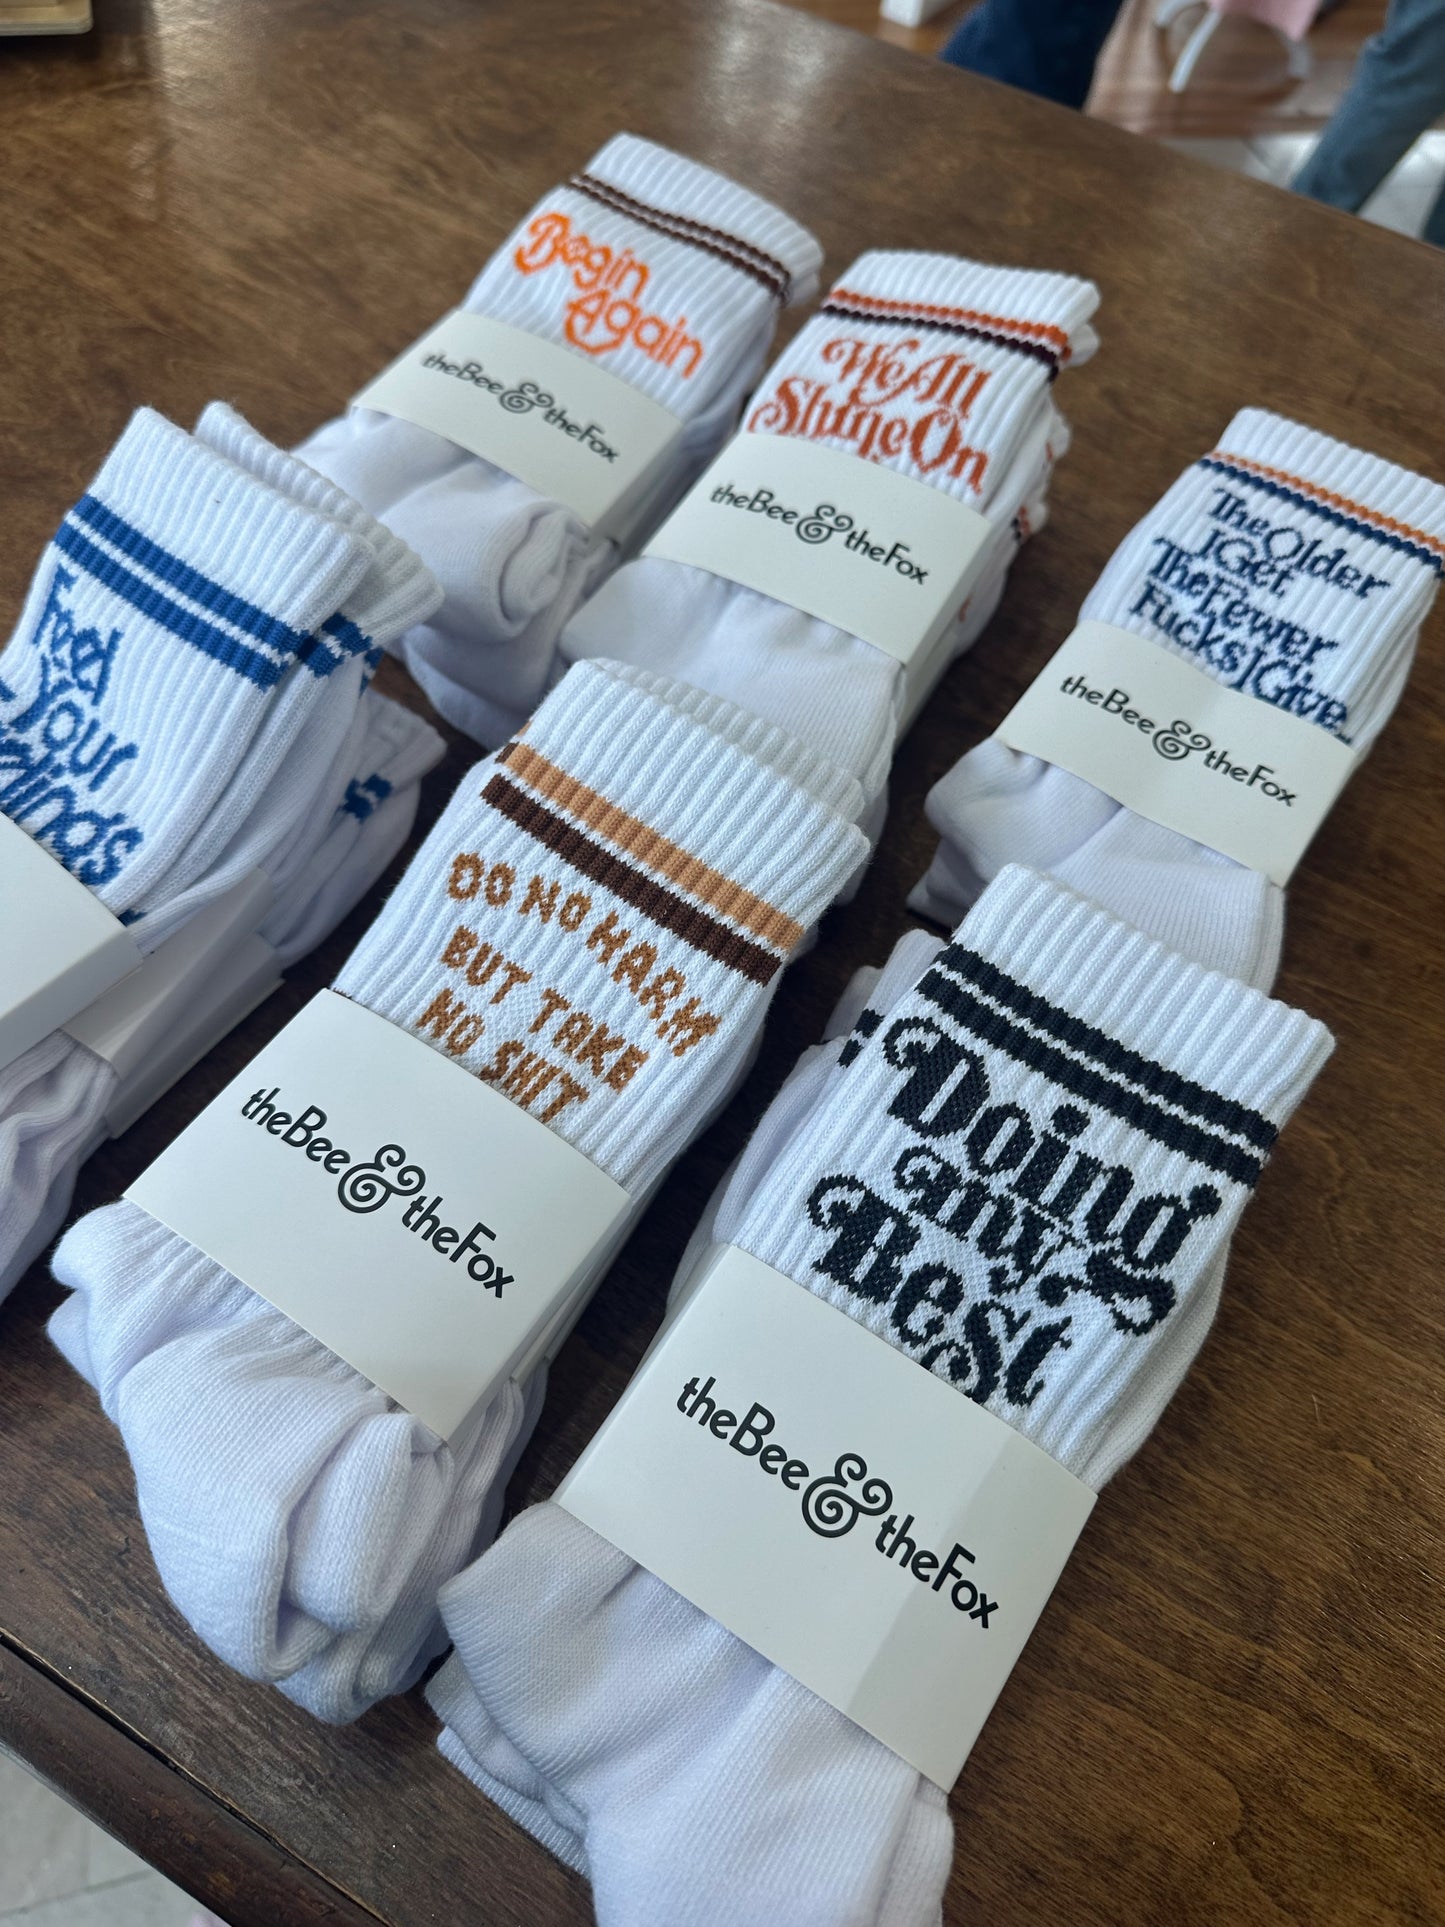 Begin
Again
theBee&theFox
We All
Shine On
theBee&theFox
The Older
I Get
The Fewer
Fucks I Give
theBee&theFox
Feel
Your
DO NO HARM
BUT TAKE
NO SHIT
theBee&theFox
Doing
my
Best
theBee&theFox